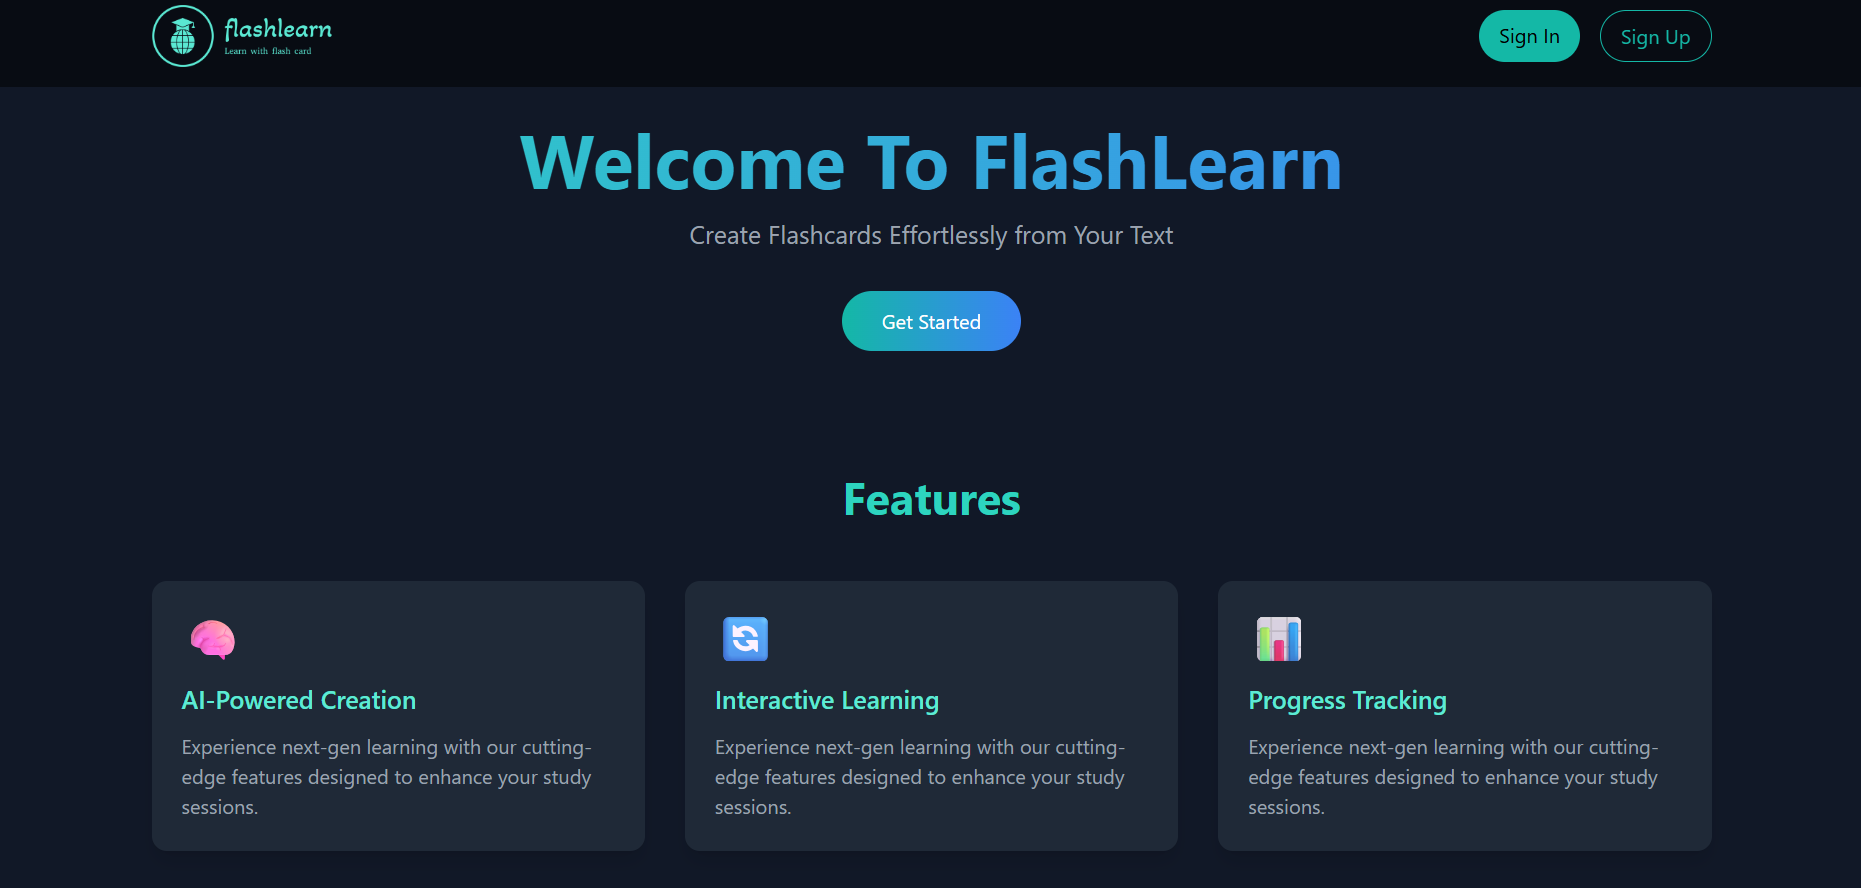 flashlearn
Learn with flash card
Sign In
Sign Up
Welcome To FlashLearn
Create Flashcards Effortlessly from Your Text
Get Started
Features
AI-Powered Creation
Experience next-gen learning with our cutting-
edge features designed to enhance your study
sessions.
Interactive Learning
Experience next-gen learning with our cutting-
edge features designed to enhance your study
sessions.
Progress Tracking
Experience next-gen learning with our cutting-
edge features designed to enhance your study
sessions.